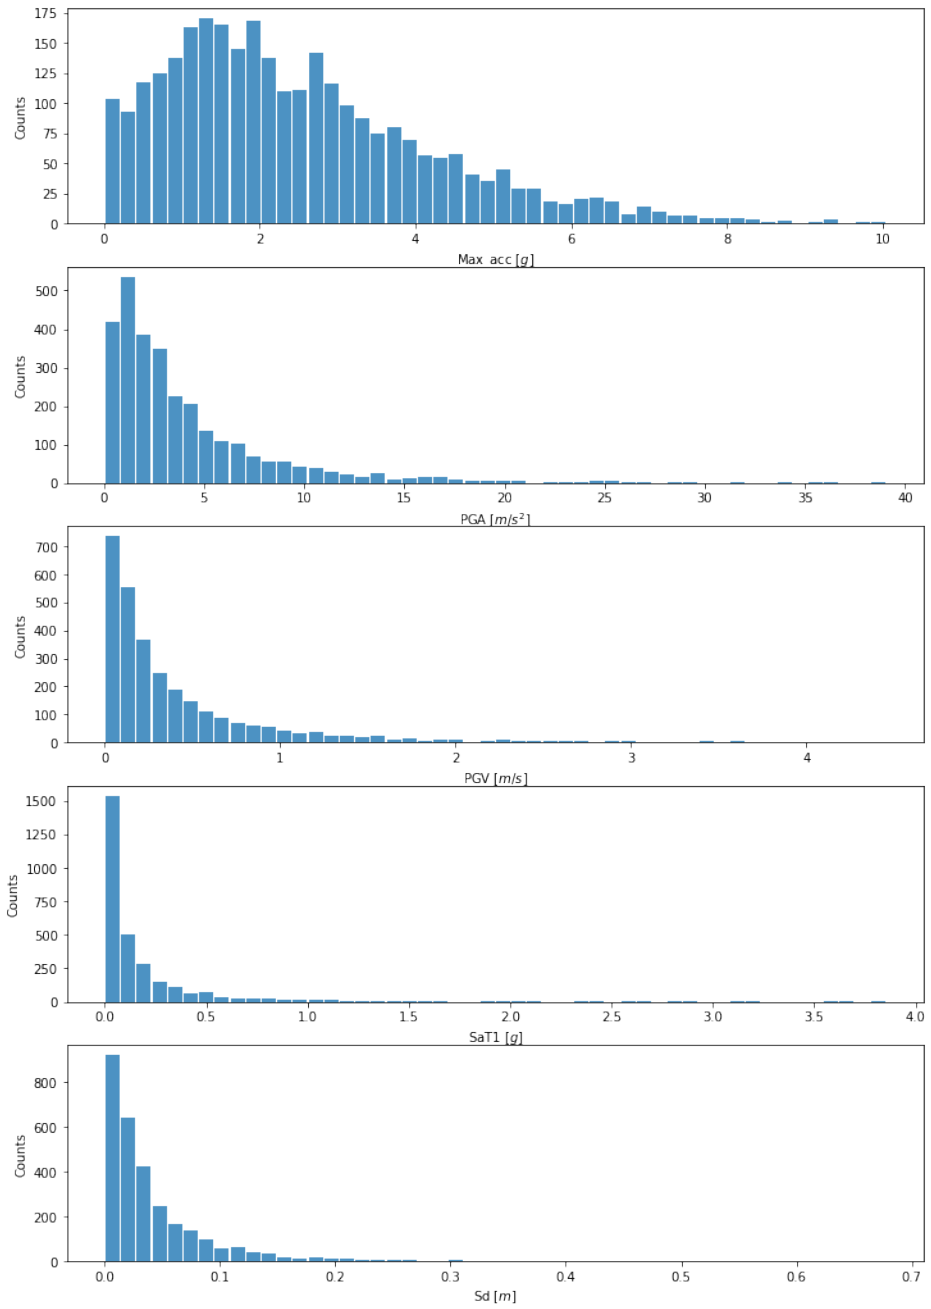 175
150
125
100
75
50
25
0
Counts
0 2 4 6 8 10
Max acc [g]
500
400
300
200
100
0
Counts
0 5 10 15 20 25 30 35 40
PGA [m/s²]
700
600
500
400
300
200
100
0
Counts
0 1 2 3 4
PGV [m/s]
1500
1250
1000
750
500
250
0
Counts
0.0 0.5 1.0 1.5 2.0 2.5 3.0 3.5 4.0
SaT1 [g]
800
600
400
200
0
Counts
0.0 0.1 0.2 0.3 0.4 0.5 0.6 0.7
Sd [m]